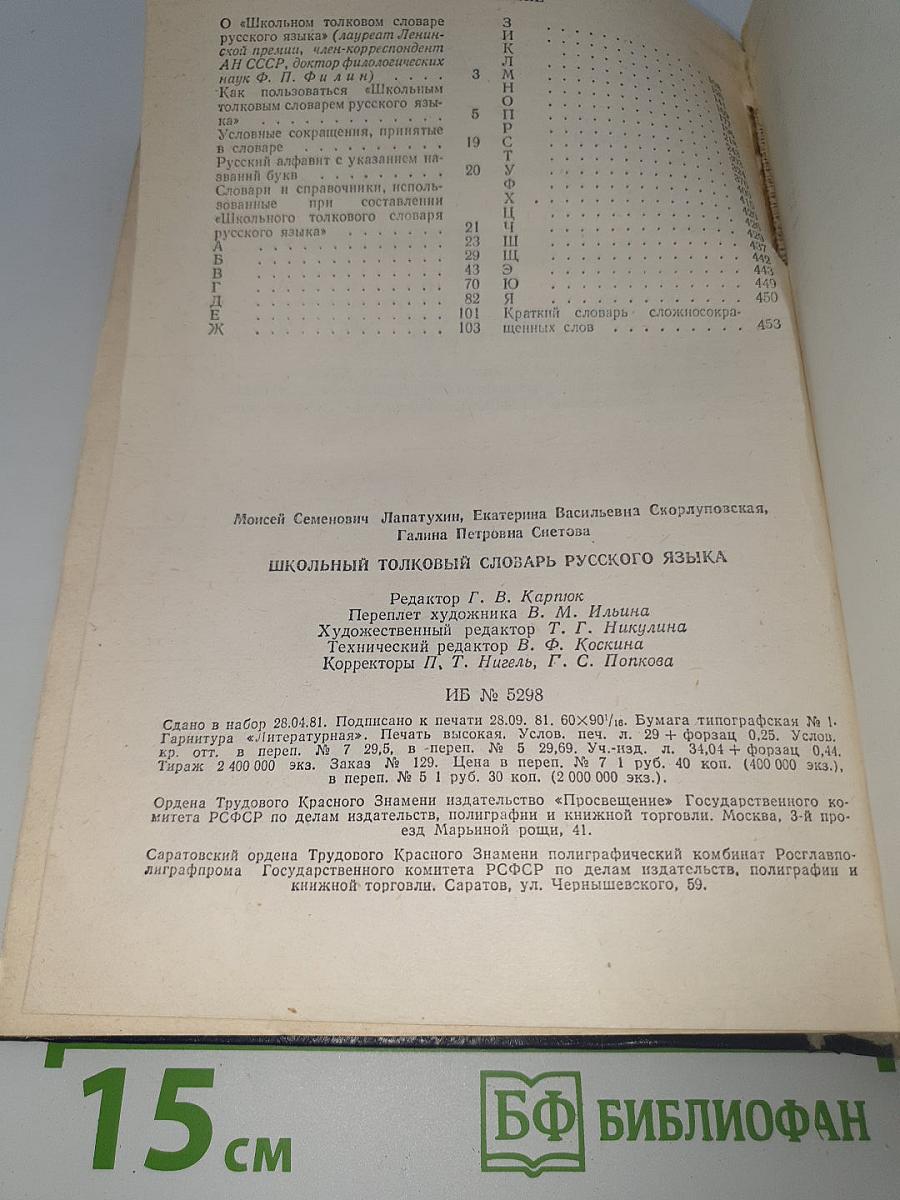 О «Школьном толковом словаре
русского языка» (лауреат Ленин-
ской премии, член-корреспондент
АН СССР, доктор филологических
наук Ф. П. Филин) . . . . 3
Как пользоваться «Школьным
толковым словарем русского язы-
ка» . . . . . . . . . . . . 5
Условные сокращения, принятые
в словаре . . . . . . . . . 19
Русский алфавит с указанием на-
званий букв . . . . . . . . 20
Словари и справочники, исполь-
зованные при составлении
«Школьного толкового словаря
русского языка» . . . . . . . 21
А . . . . . . . . . . . . 23
Б . . . . . . . . . . . . 29
В . . . . . . . . . . . . 43
Г . . . . . . . . . . . . 70
Д . . . . . . . . . . . . 82
Е . . . . . . . . . . . . 101
Ж . . . . . . . . . . . . 103
З
И
К
Л
М
Н
О
П
Р
С
Т
У
Ф
Х
Ц
Ч
Ш 437
Щ 442
Э 443
Ю 449
Я 450
Краткий словарь сложносокра-
щенных слов . . . . . . . . . 453
Моисей Семенович Лапатухин, Екатерина Васильевна Скорлуповская,
Галина Петровна Снетова
ШКОЛЬНЫЙ ТОЛКОВЫЙ СЛОВАРЬ РУССКОГО ЯЗЫКА
Редактор Г. В. Карпюк
Переплет художника В. М. Ильина
Художественный редактор Т. Г. Никулина
Технический редактор В. Ф. Коскина
Корректоры П. Т. Нигель, Г. С. Попкова
ИБ № 5298
Сдано в набор 28.04.81. Подписано к печати 28.09. 81. 60×90¹/₁₆. Бумага типографская № 1.
Гарнитура «Литературная». Печать высокая. Услов. печ. л. 29 + форзац 0,25. Услов.
кр. отт. в переп. № 7 29,5, в переп. № 5 29,69. Уч.-изд. л. 34,04 + форзац 0,44.
Тираж 2 400 000 экз. Заказ № 129. Цена в переп. № 7 1 руб. 40 коп. (400 000 экз.),
в переп. № 5 1 руб. 30 коп. (2 000 000 экз.).
Ордена Трудового Красного Знамени издательство «Просвещение» Государственного ко-
митета РСФСР по делам издательств, полиграфии и книжной торговли. Москва, 3-й про-
езд Марьиной рощи, 41.
Саратовский ордена Трудового Красного Знамени полиграфический комбинат Росглавпо-
лиграфпрома Государственного комитета РСФСР по делам издательств, полиграфии и
книжной торговли. Саратов, ул. Чернышевского, 59.
15 см
БФ БИБЛИОФАН